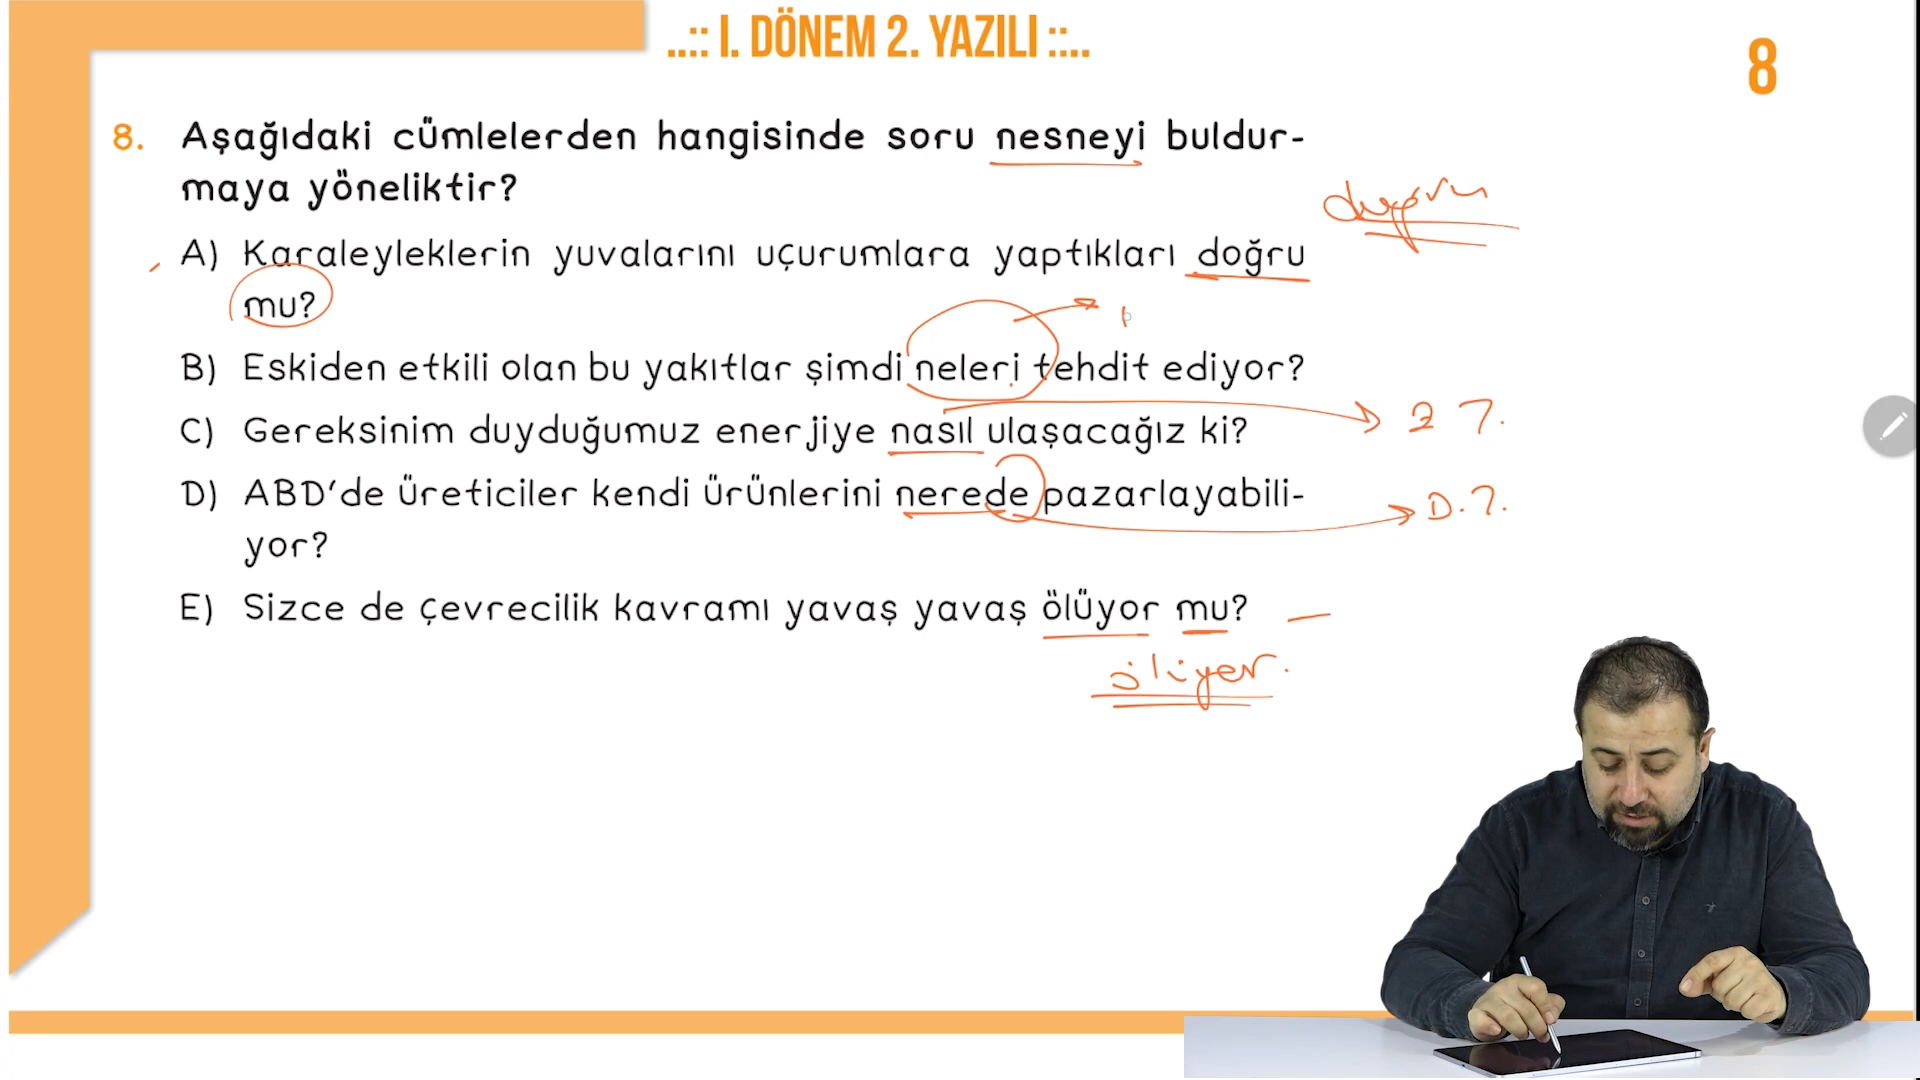 ..:: I. DÖNEM 2. YAZILI ::..
8
8. Aşağıdaki cümlelerden hangisinde soru nesneyi buldur-
maya yöneliktir?
doğru
A) Karaleyleklerin yuvalarını uçurumlara yaptıkları doğru
mu?
B) Eskiden etkili olan bu yakıtlar şimdi neleri tehdit ediyor?
C) Gereksinim duyduğumuz enerjiye nasıl ulaşacağız ki?
Z T.
D) ABD'de üreticiler kendi ürünlerini nerede pazarlayabili-
D.T.
yor?
E) Sizce de çevrecilik kavramı yavaş yavaş ölüyor mu?
ölüyor.